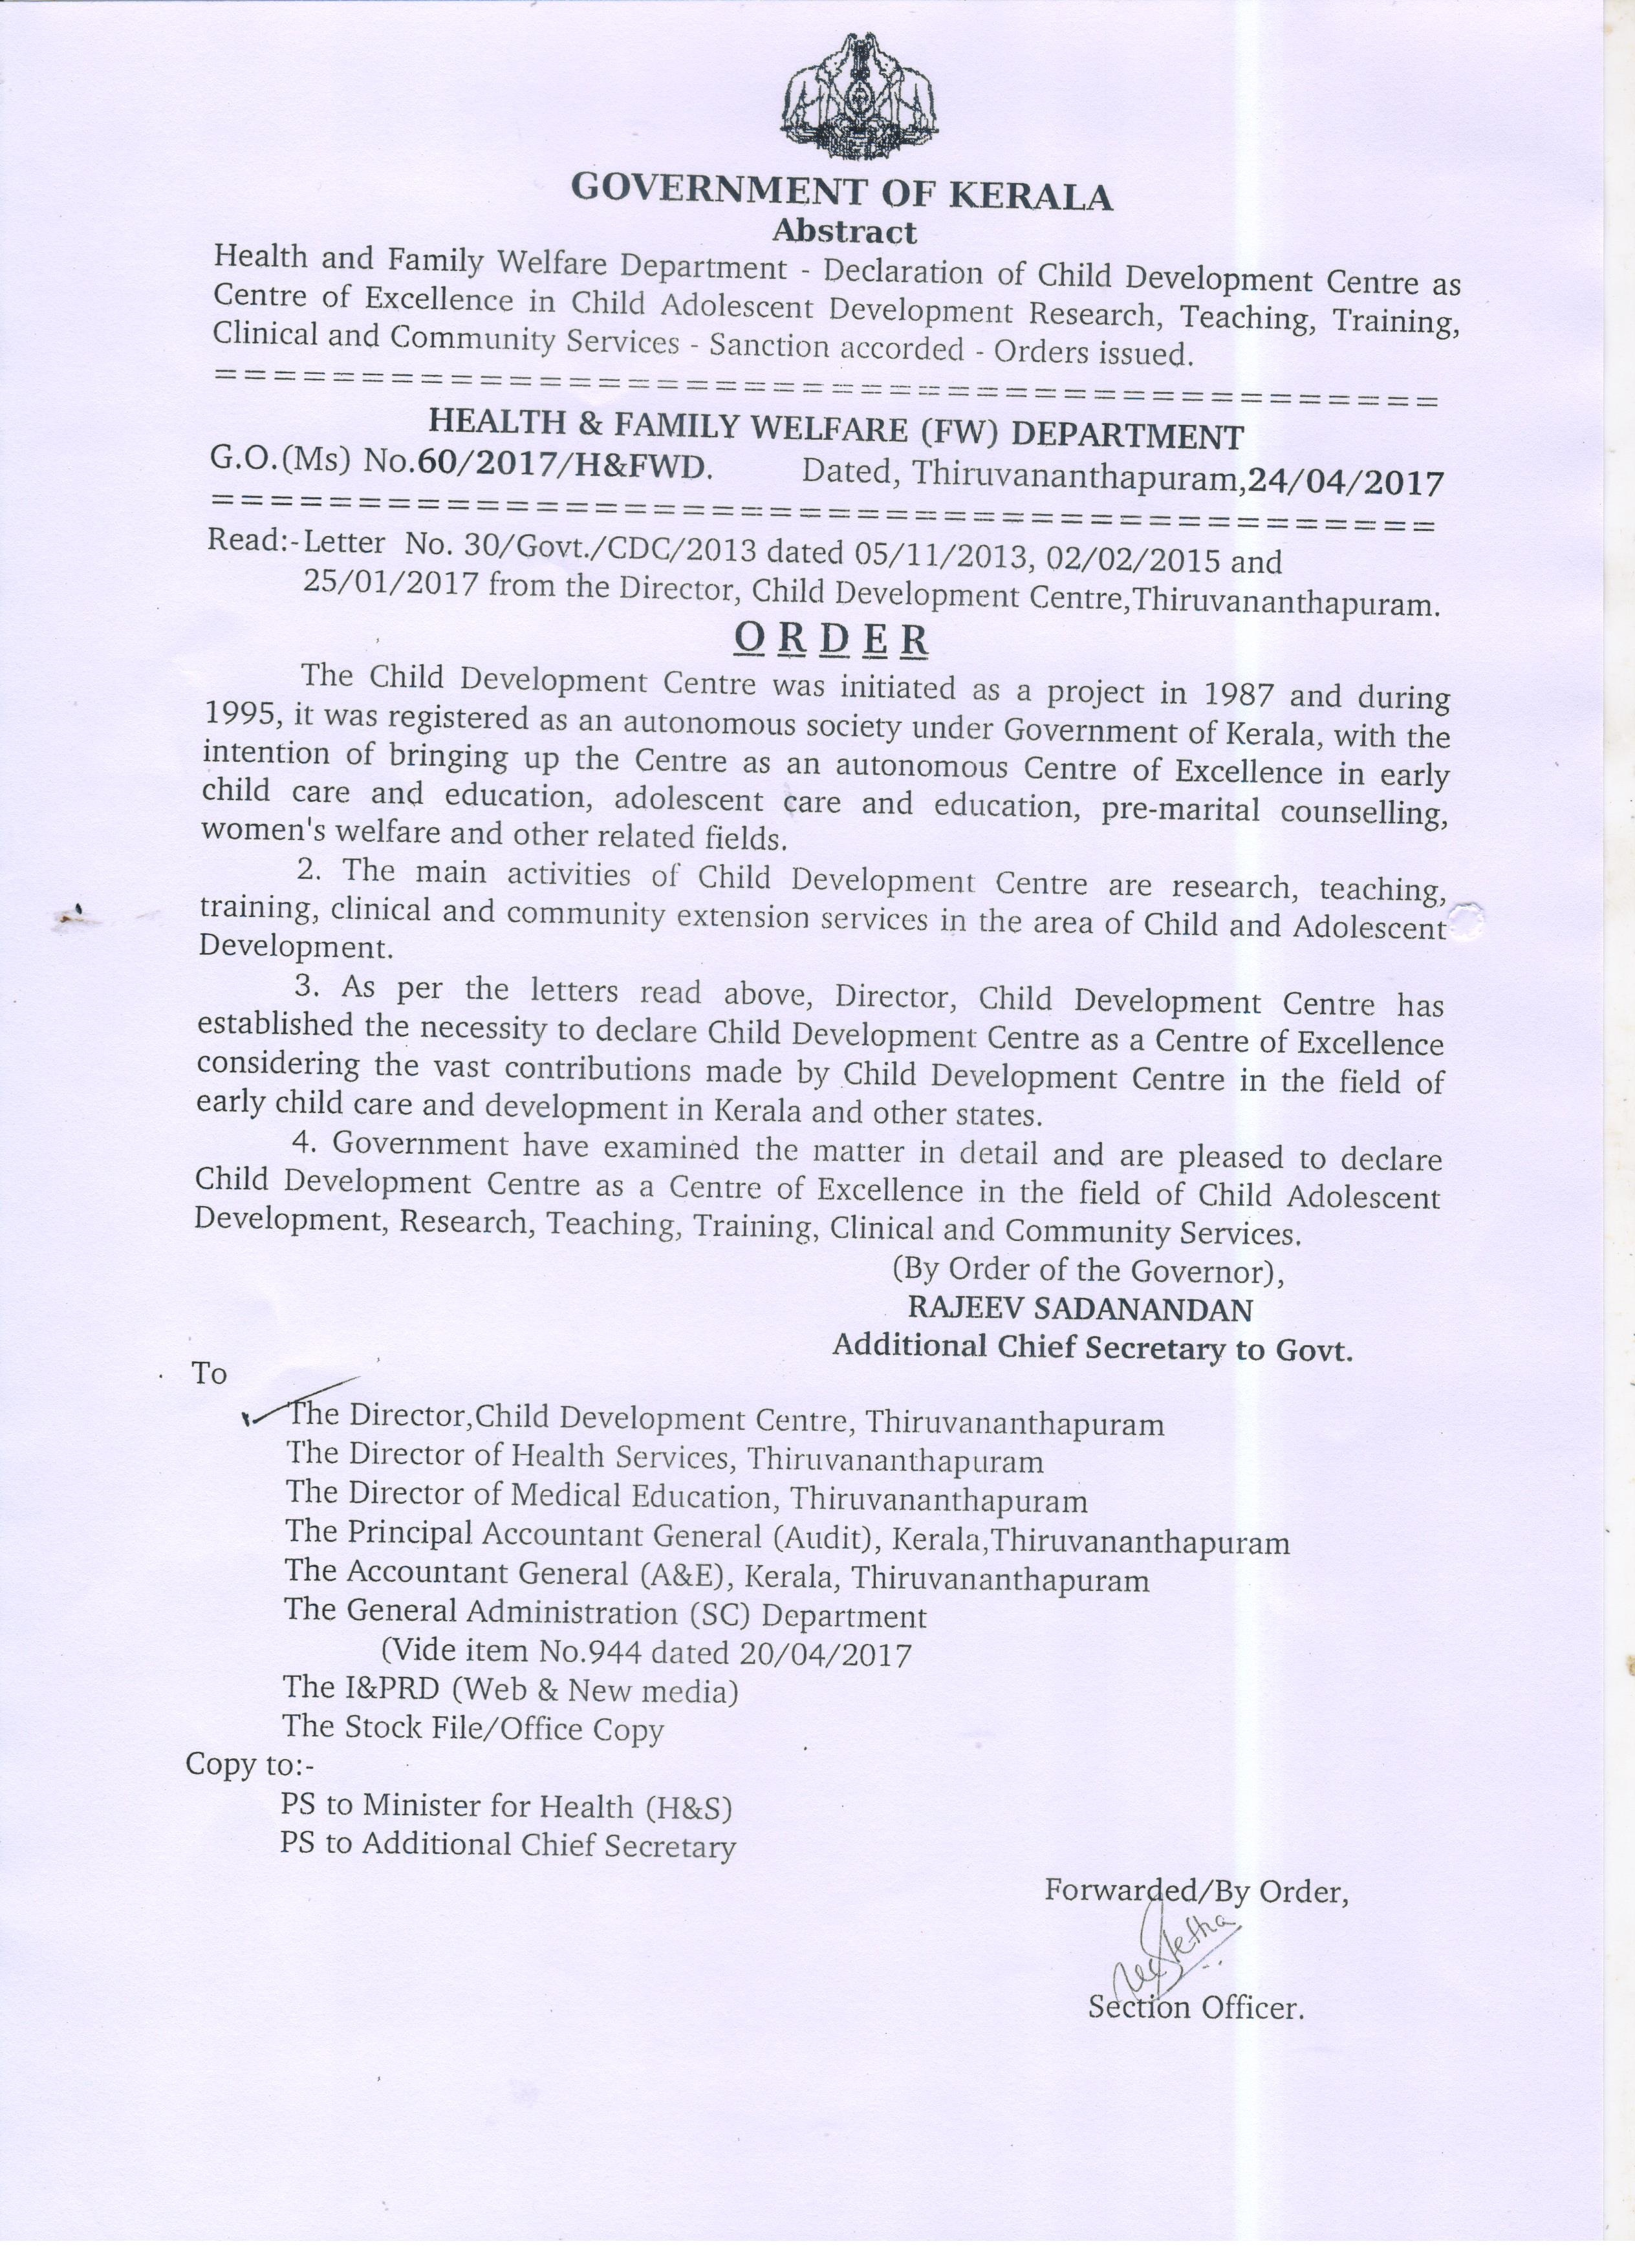 GOVERNMENT OF KERALA
Abstract
Health and Family Welfare Department - Declaration of Child Development Centre as
Centre of Excellence in Child Adolescent Development Research, Teaching, Training,
Clinical and Community Services - Sanction accorded - Orders issued.
==========================================
HEALTH & FAMILY WELFARE (FW) DEPARTMENT
G.O.(Ms) No.60/2017/H&FWD. Dated, Thiruvananthapuram,24/04/2017
==========================================
Read:- Letter No. 30/Govt./CDC/2013 dated 05/11/2013, 02/02/2015 and
25/01/2017 from the Director, Child Development Centre,Thiruvananthapuram.
O R D E R
The Child Development Centre was initiated as a project in 1987 and during
1995, it was registered as an autonomous society under Government of Kerala, with the
intention of bringing up the Centre as an autonomous Centre of Excellence in early
child care and education, adolescent care and education, pre-marital counselling,
women's welfare and other related fields.
2. The main activities of Child Development Centre are research, teaching,
training, clinical and community extension services in the area of Child and Adolescent
Development.
3. As per the letters read above, Director, Child Development Centre has
established the necessity to declare Child Development Centre as a Centre of Excellence
considering the vast contributions made by Child Development Centre in the field of
early child care and development in Kerala and other states.
4. Government have examined the matter in detail and are pleased to declare
Child Development Centre as a Centre of Excellence in the field of Child Adolescent
Development, Research, Teaching, Training, Clinical and Community Services.
(By Order of the Governor),
RAJEEV SADANANDAN
Additional Chief Secretary to Govt.
To
The Director,Child Development Centre, Thiruvananthapuram
The Director of Health Services, Thiruvananthapuram
The Director of Medical Education, Thiruvananthapuram
The Principal Accountant General (Audit), Kerala,Thiruvananthapuram
The Accountant General (A&E), Kerala, Thiruvananthapuram
The General Administration (SC) Department
(Vide item No.944 dated 20/04/2017
The I&PRD (Web & New media)
The Stock File/Office Copy
Copy to:-
PS to Minister for Health (H&S)
PS to Additional Chief Secretary
Forwarded/By Order,
Section Officer.